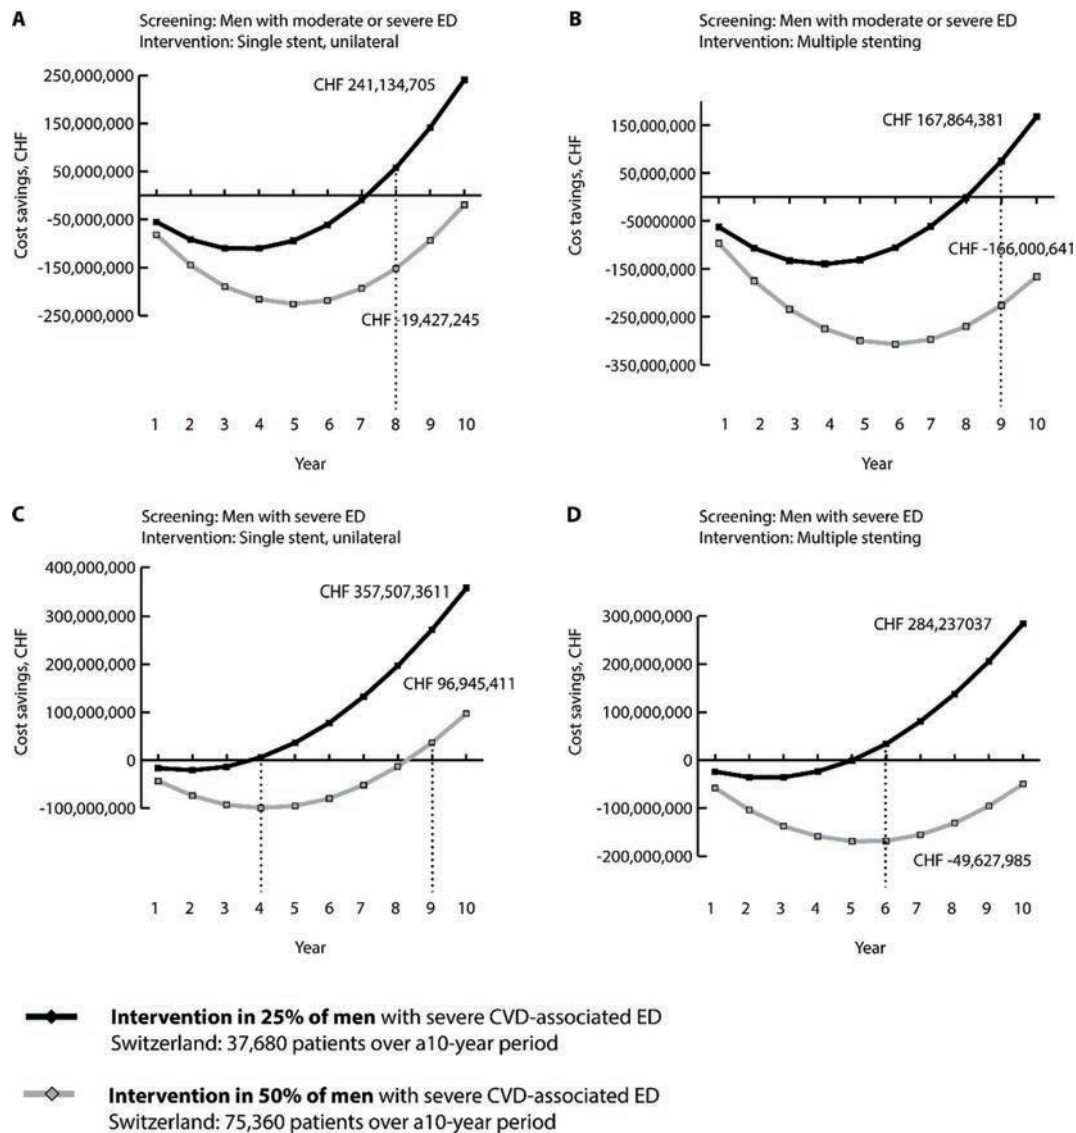 A
Screening: Men with moderate or severe ED
Intervention: Single stent, unilateral
Cost savings, CHF
250,000,000
150,000,000
50,000,000
-50,000,000
-150,000,000
-250,000,000
CHF 241,134,705
CHF -19,427,245
1 2 3 4 5 6 7 8 9 10
Year
B
Screening: Men with moderate or severe ED
Intervention: Multiple stenting
Cos tavings, CHF
150,000,000
50,000,000
-50000,000
-150,000,000
-250,000,000
-350,000,000
CHF 167,864,381
CHF -166,000,641
1 2 3 4 5 6 7 8 9 10
Year
C
Screening: Men with severe ED
Intervention: Single stent, unilateral
Cost savings, CHF
400,000,000
300,000,000
200,000,000
100,000,000
0
-100,000,000
CHF 357,507,3611
CHF 96,945,411
1 2 3 4 5 6 7 8 9 10
Year
D
Screening: Men with severe ED
Intervention: Multiple stenting
Cost savings, CHF
300,000,000
200,000,000
100,000,000
0
-100,000,000
-200,000,000
CHF 284,237037
CHF -49,627,985
1 2 3 4 5 6 7 8 9 10
Year
Intervention in 25% of men with severe CVD-associated ED
Switzerland: 37,680 patients over a10-year period
Intervention in 50% of men with severe CVD-associated ED
Switzerland: 75,360 patients over a10-year period